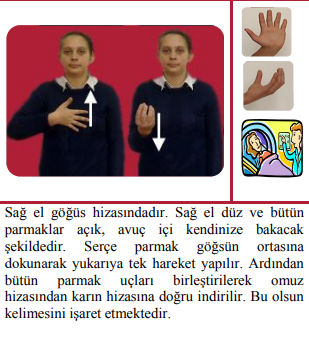 Sağ el göğüs hizasındadır. Sağ el düz ve bütün
parmaklar açık, avuç içi kendinize bakacak
şekildedir. Serçe parmak göğsün ortasına
dokunarak yukarıya tek hareket yapılır. Ardından
bütün parmak uçları birleştirilerek omuz
hizasından karın hizasına doğru indirilir. Bu olsun
kelimesini işaret etmektedir.